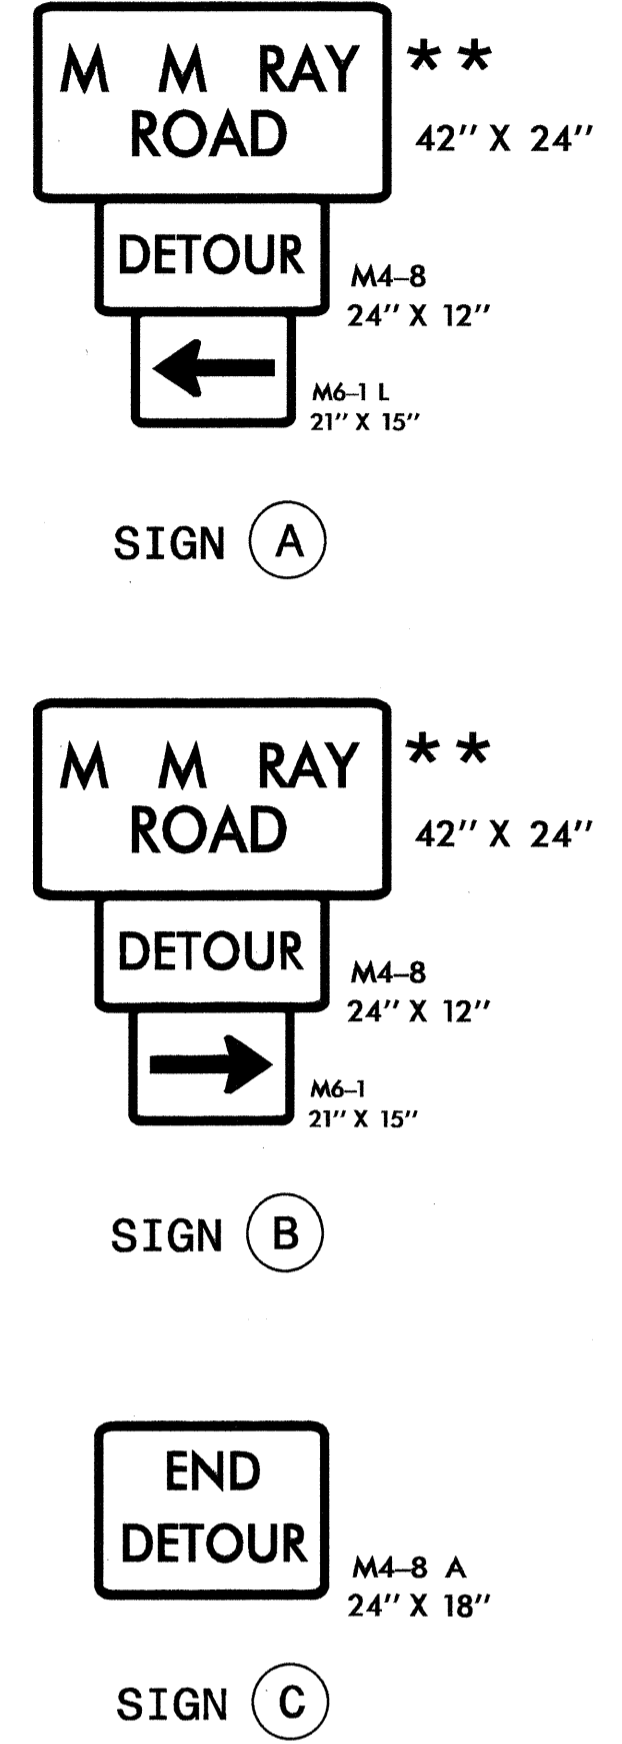 M M RAY **
ROAD 42" X 24"
DETOUR
M4-8
24" X 12"
M6-1 L
21" X 15"
SIGN A
M M RAY **
ROAD 42" X 24"
DETOUR
M4-8
24" X 12"
M6-1
21" X 15"
SIGN B
END
DETOUR
M4-8 A
24" X 18"
SIGN C